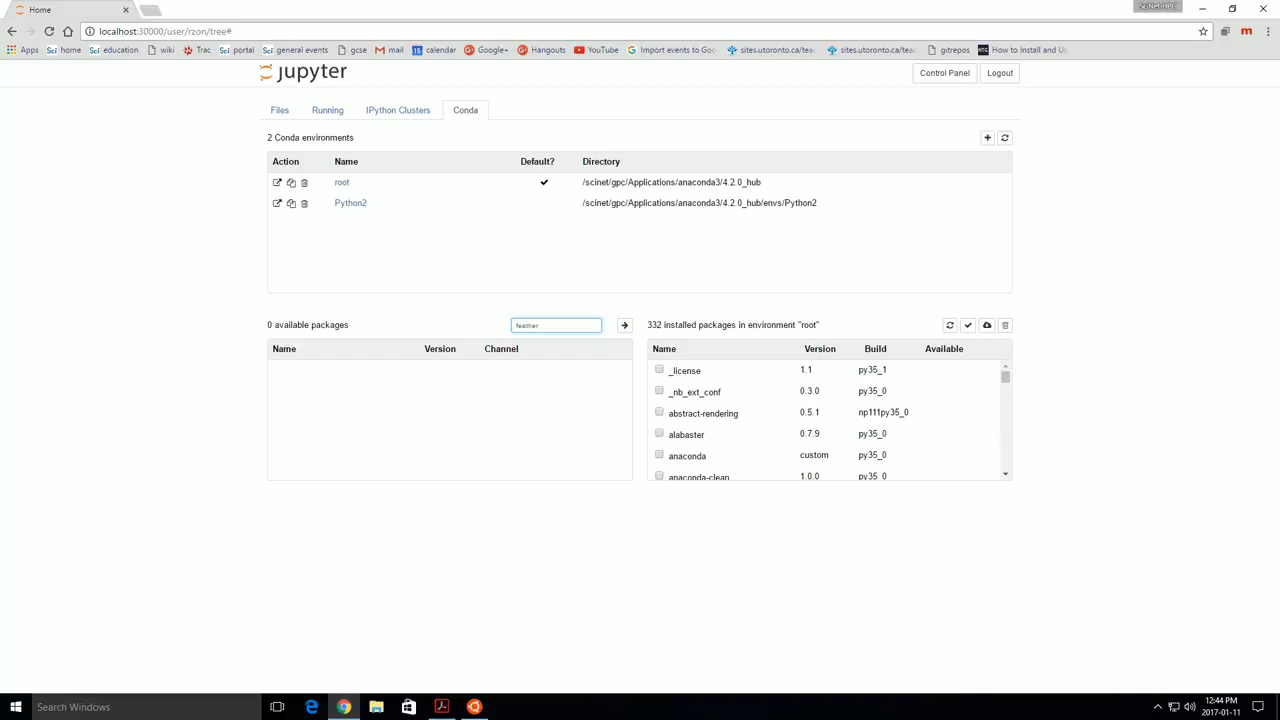 Home
SciNet HPC
localhost:30000/user/rzon/tree#
Apps home education wiki Trac portal general events gcse mail calendar Google+ Hangouts YouTube Import events to Goo sites.utoronto.ca/teac sites.utoronto.ca/teac gitrepos How to Install and Us
jupyter
Control Panel Logout
Files Running IPython Clusters Conda
2 Conda environments
Action Name Default? Directory
root /scinet/gpc/Applications/anaconda3/4.2.0_hub
Python2 /scinet/gpc/Applications/anaconda3/4.2.0_hub/envs/Python2
0 available packages feather
332 installed packages in environment "root"
Name Version Channel
Name Version Build Available
_license 1.1 py35_1
_nb_ext_conf 0.3.0 py35_0
abstract-rendering 0.5.1 np111py35_0
alabaster 0.7.9 py35_0
anaconda custom py35_0
anaconda-clean 1.0.0 py35_0
Search Windows
12:44 PM
2017-01-11